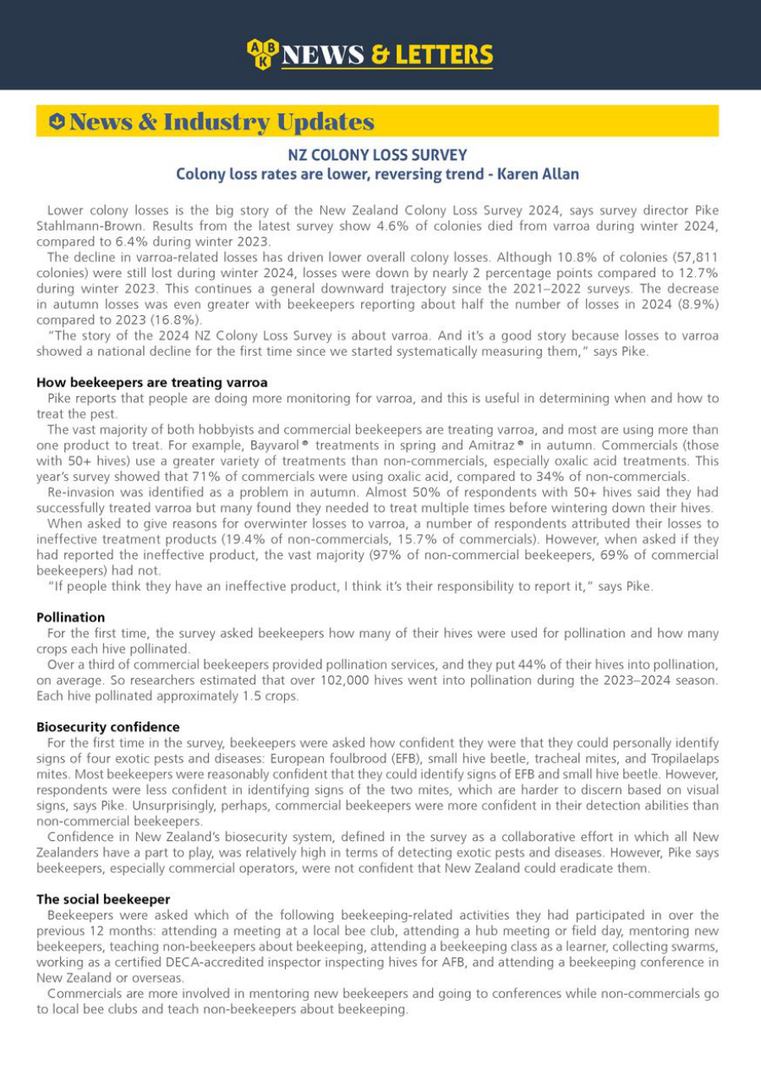 A B K NEWS & LETTERS
News & Industry Updates
NZ COLONY LOSS SURVEY
Colony loss rates are lower, reversing trend - Karen Allan
Lower colony losses is the big story of the New Zealand Colony Loss Survey 2024, says survey director Pike
Stahlmann-Brown. Results from the latest survey show 4.6% of colonies died from varroa during winter 2024,
compared to 6.4% during winter 2023.
The decline in varroa-related losses has driven lower overall colony losses. Although 10.8% of colonies (57,811
colonies) were still lost during winter 2024, losses were down by nearly 2 percentage points compared to 12.7%
during winter 2023. This continues a general downward trajectory since the 2021–2022 surveys. The decrease
in autumn losses was even greater with beekeepers reporting about half the number of losses in 2024 (8.9%)
compared to 2023 (16.8%).
“The story of the 2024 NZ Colony Loss Survey is about varroa. And it’s a good story because losses to varroa
showed a national decline for the first time since we started systematically measuring them,” says Pike.
How beekeepers are treating varroa
Pike reports that people are doing more monitoring for varroa, and this is useful in determining when and how to
treat the pest.
The vast majority of both hobbyists and commercial beekeepers are treating varroa, and most are using more than
one product to treat. For example, Bayvarol® treatments in spring and Amitraz® in autumn. Commercials (those
with 50+ hives) use a greater variety of treatments than non-commercials, especially oxalic acid treatments. This
year’s survey showed that 71% of commercials were using oxalic acid, compared to 34% of non-commercials.
Re-invasion was identified as a problem in autumn. Almost 50% of respondents with 50+ hives said they had
successfully treated varroa but many found they needed to treat multiple times before wintering down their hives.
When asked to give reasons for overwinter losses to varroa, a number of respondents attributed their losses to
ineffective treatment products (19.4% of non-commercials, 15.7% of commercials). However, when asked if they
had reported the ineffective product, the vast majority (97% of non-commercial beekeepers, 69% of commercial
beekeepers) had not.
“If people think they have an ineffective product, I think it’s their responsibility to report it,” says Pike.
Pollination
For the first time, the survey asked beekeepers how many of their hives were used for pollination and how many
crops each hive pollinated.
Over a third of commercial beekeepers provided pollination services, and they put 44% of their hives into pollination,
on average. So researchers estimated that over 102,000 hives went into pollination during the 2023–2024 season.
Each hive pollinated approximately 1.5 crops.
Biosecurity confidence
For the first time in the survey, beekeepers were asked how confident they were that they could personally identify
signs of four exotic pests and diseases: European foulbrood (EFB), small hive beetle, tracheal mites, and Tropilaelaps
mites. Most beekeepers were reasonably confident that they could identify signs of EFB and small hive beetle. However,
respondents were less confident in identifying signs of the two mites, which are harder to discern based on visual
signs, says Pike. Unsurprisingly, perhaps, commercial beekeepers were more confident in their detection abilities than
non-commercial beekeepers.
Confidence in New Zealand’s biosecurity system, defined in the survey as a collaborative effort in which all New
Zealanders have a part to play, was relatively high in terms of detecting exotic pests and diseases. However, Pike says
beekeepers, especially commercial operators, were not confident that New Zealand could eradicate them.
The social beekeeper
Beekeepers were asked which of the following beekeeping-related activities they had participated in over the
previous 12 months: attending a meeting at a local bee club, attending a hub meeting or field day, mentoring new
beekeepers, teaching non-beekeepers about beekeeping, attending a beekeeping class as a learner, collecting swarms,
working as a certified DECA-accredited inspector inspecting hives for AFB, and attending a beekeeping conference in
New Zealand or overseas.
Commercials are more involved in mentoring new beekeepers and going to conferences while non-commercials go
to local bee clubs and teach non-beekeepers about beekeeping.